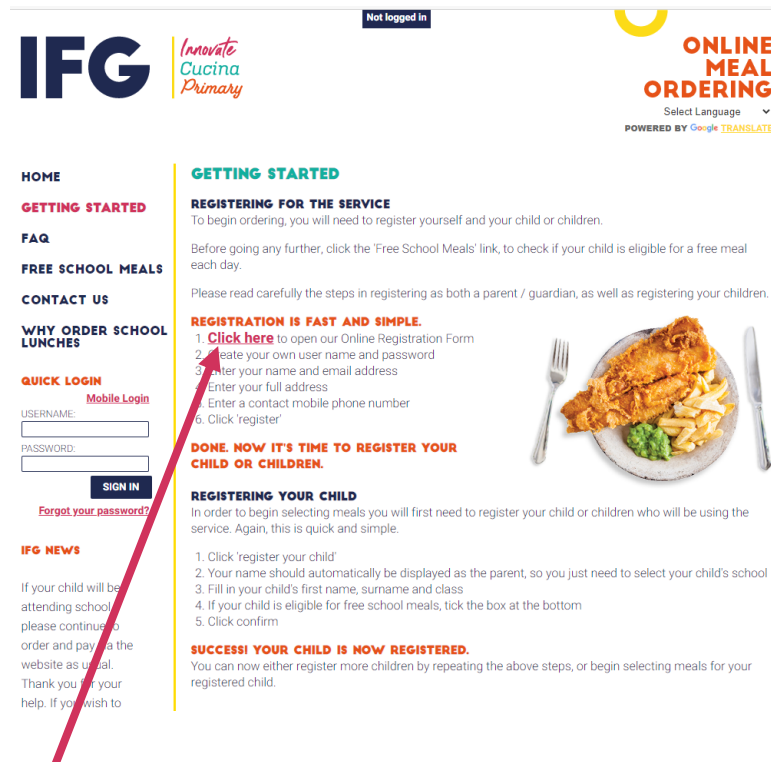 Not logged in
IFG
Innovate
Cucina
Primary
ONLINE
MEAL
ORDERING
Select Language
POWERED BY Google TRANSLATE
HOME
GETTING STARTED
FAQ
FREE SCHOOL MEALS
CONTACT US
WHY ORDER SCHOOL
LUNCHES
QUICK LOGIN
Mobile Login
USERNAME:
PASSWORD:
SIGN IN
Forgot your password?
IFG NEWS
If your child will be
attending school
please continue to
order and pay via the
website as usual.
Thank you for your
help. If you wish to
GETTING STARTED
REGISTERING FOR THE SERVICE
To begin ordering, you will need to register yourself and your child or children.
Before going any further, click the 'Free School Meals' link, to check if your child is eligible for a free meal
each day.
Please read carefully the steps in registering as both a parent / guardian, as well as registering your children.
REGISTRATION IS FAST AND SIMPLE.
1. Click here to open our Online Registration Form
2. Create your own user name and password
3. Enter your name and email address
4. Enter your full address
5. Enter a contact mobile phone number
6. Click 'register'
DONE. NOW IT'S TIME TO REGISTER YOUR
CHILD OR CHILDREN.
REGISTERING YOUR CHILD
In order to begin selecting meals you will first need to register your child or children who will be using the
service. Again, this is quick and simple.
1. Click 'register your child'
2. Your name should automatically be displayed as the parent, so you just need to select your child's school
3. Fill in your child's first name, surname and class
4. If your child is eligible for free school meals, tick the box at the bottom
5. Click confirm
SUCCESS! YOUR CHILD IS NOW REGISTERED.
You can now either register more children by repeating the above steps, or begin selecting meals for your
registered child.